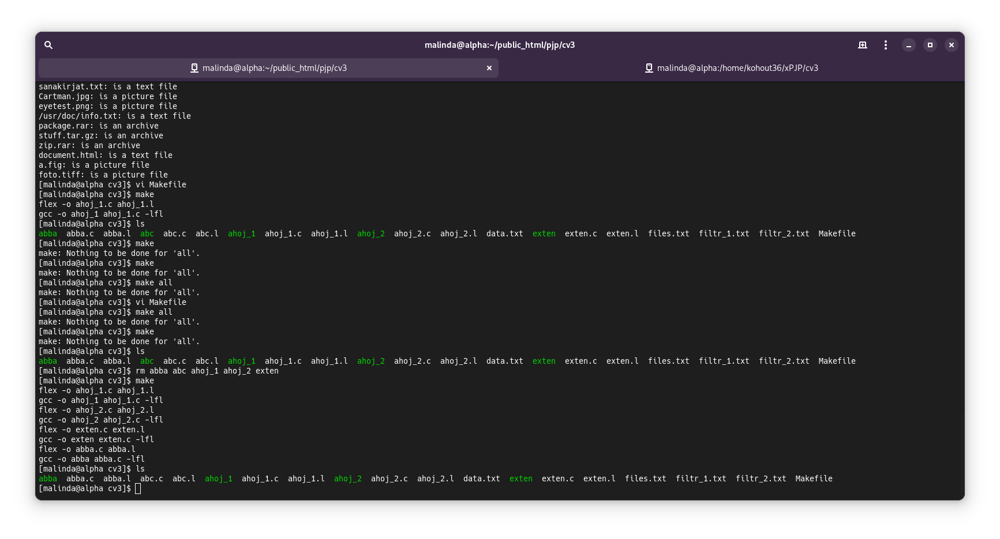 malinda@alpha:~/public_html/pjp/cv3
malinda@alpha:~/public_html/pjp/cv3
malinda@alpha:/home/kohout36/xPJP/cv3
sanakirjat.txt: is a text file
Cartman.jpg: is a picture file
eyetest.png: is a picture file
/usr/doc/info.txt: is a text file
package.rar: is an archive
stuff.tar.gz: is an archive
zip.rar: is an archive
document.html: is a text file
a.fig: is a picture file
foto.tiff: is a picture file
[malinda@alpha cv3]$ vi Makefile
[malinda@alpha cv3]$ make
flex -o ahoj_1.c ahoj_1.l
gcc -o ahoj_1 ahoj_1.c -lfl
[malinda@alpha cv3]$ ls
abba  abba.c  abba.l  abc  abc.c  abc.l  ahoj_1  ahoj_1.c  ahoj_1.l  ahoj_2  ahoj_2.c  ahoj_2.l  data.txt  exten  exten.c  exten.l  files.txt  filtr_1.txt  filtr_2.txt  Makefile
[malinda@alpha cv3]$ make
make: Nothing to be done for 'all'.
[malinda@alpha cv3]$ make
make: Nothing to be done for 'all'.
[malinda@alpha cv3]$ make all
make: Nothing to be done for 'all'.
[malinda@alpha cv3]$ vi Makefile
[malinda@alpha cv3]$ make all
make: Nothing to be done for 'all'.
[malinda@alpha cv3]$ make
make: Nothing to be done for 'all'.
[malinda@alpha cv3]$ ls
abba  abba.c  abba.l  abc  abc.c  abc.l  ahoj_1  ahoj_1.c  ahoj_1.l  ahoj_2  ahoj_2.c  ahoj_2.l  data.txt  exten  exten.c  exten.l  files.txt  filtr_1.txt  filtr_2.txt  Makefile
[malinda@alpha cv3]$ rm abba abc ahoj_1 ahoj_2 exten
[malinda@alpha cv3]$ make
flex -o ahoj_1.c ahoj_1.l
gcc -o ahoj_1 ahoj_1.c -lfl
flex -o ahoj_2.c ahoj_2.l
gcc -o ahoj_2 ahoj_2.c -lfl
flex -o exten.c exten.l
gcc -o exten exten.c -lfl
flex -o abba.c abba.l
gcc -o abba abba.c -lfl
[malinda@alpha cv3]$ ls
abba  abba.c  abba.l  abc.c  abc.l  ahoj_1  ahoj_1.c  ahoj_1.l  ahoj_2  ahoj_2.c  ahoj_2.l  data.txt  exten  exten.c  exten.l  files.txt  filtr_1.txt  filtr_2.txt  Makefile
[malinda@alpha cv3]$